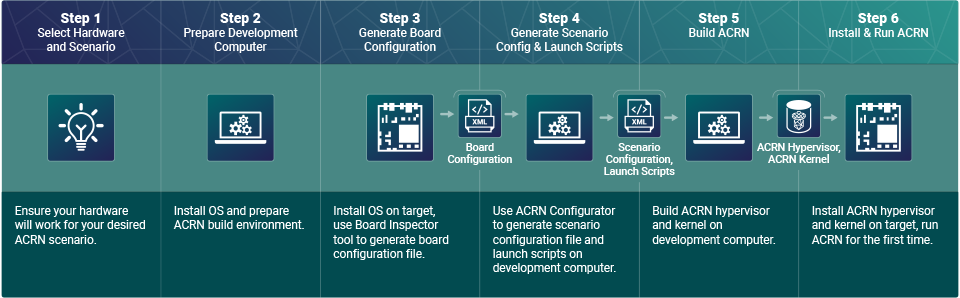 Step 1
Select Hardware
and Scenario
Step 2
Prepare Development
Computer
Step 3
Generate Board
Configuration
Step 4
Generate Scenario
Config & Launch Scripts
Step 5
Build ACRN
Step 6
Install & Run ACRN
XML
Board
Configuration
XML
Scenario
Configuration,
Launch Scripts
ACRN Hypervisor,
ACRN Kernel
Ensure your hardware
will work for your desired
ACRN scenario.
Install OS and prepare
ACRN build environment.
Install OS on target,
use Board Inspector
tool to generate board
configuration file.
Use ACRN Configurator
to generate scenario
configuration file and
launch scripts on
development computer.
Build ACRN hypervisor
and kernel on
development computer.
Install ACRN hypervisor
and kernel on target, run
ACRN for the first time.